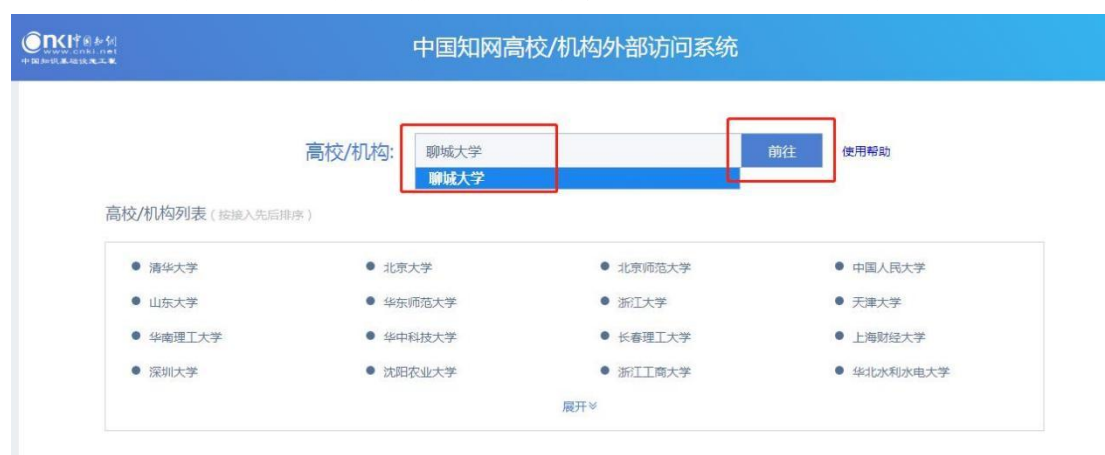 cnki 中国知网
www.cnki.net
中国知识基础设施工程
中国知网高校/机构外部访问系统
高校/机构: 聊城大学 前往 使用帮助
聊城大学
高校/机构列表 ( 按接入先后排序 )
清华大学 北京大学 北京师范大学 中国人民大学
山东大学 华东师范大学 浙江大学 天津大学
华南理工大学 华中科技大学 长春理工大学 上海财经大学
深圳大学 沈阳农业大学 浙江工商大学 华北水利水电大学
展开